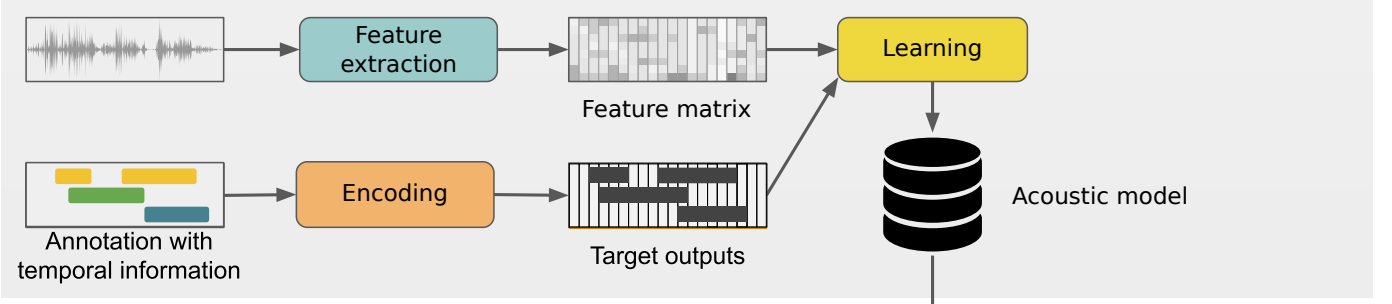 Feature
extraction
Learning
Feature matrix
Encoding
Acoustic model
Annotation with
temporal information
Target outputs